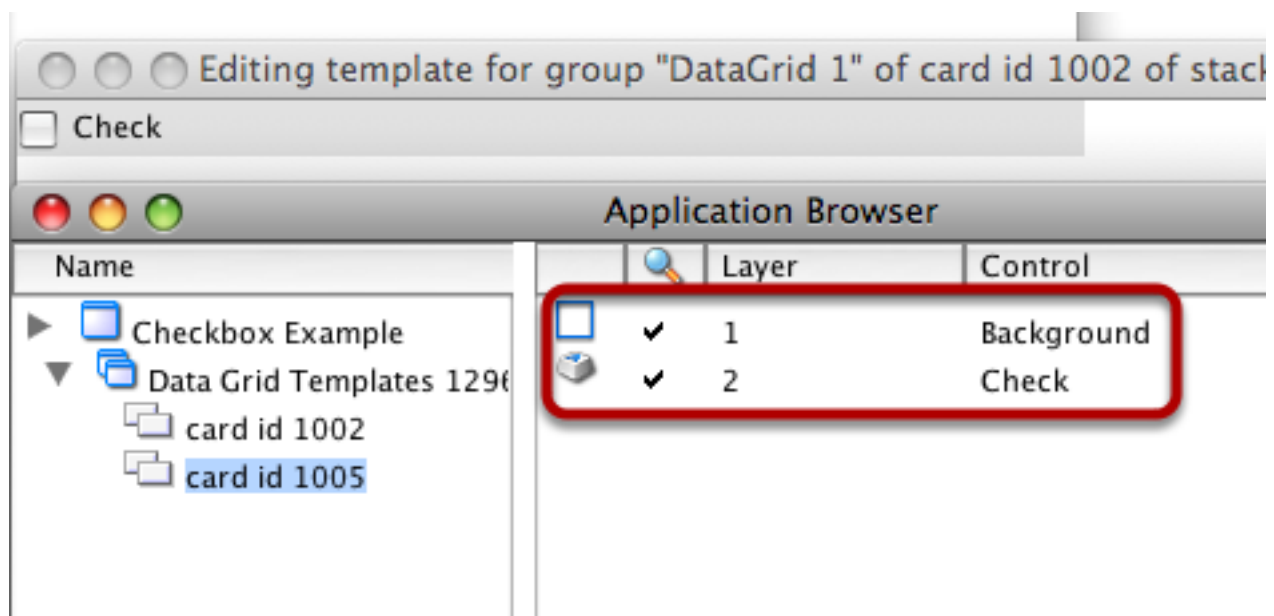 Editing template for group "DataGrid 1" of card id 1002 of stack
Check
Application Browser
Name Layer Control
Checkbox Example 1 Background
Data Grid Templates 1296 2 Check
card id 1002
card id 1005